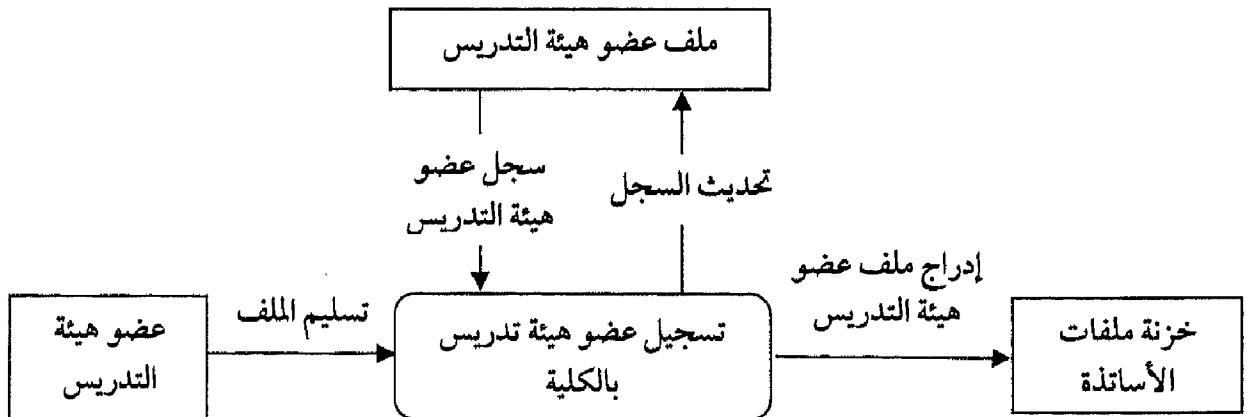 ملف عضو هيئة التدريس
سجل عضو
هيئة التدريس
تحديث السجل
إدراج ملف عضو
هيئة التدريس
عضو هيئة
التدريس
تسليم الملف
تسجيل عضو هيئة تدريس
بالكلية
خزنة ملفات
الأساتذة